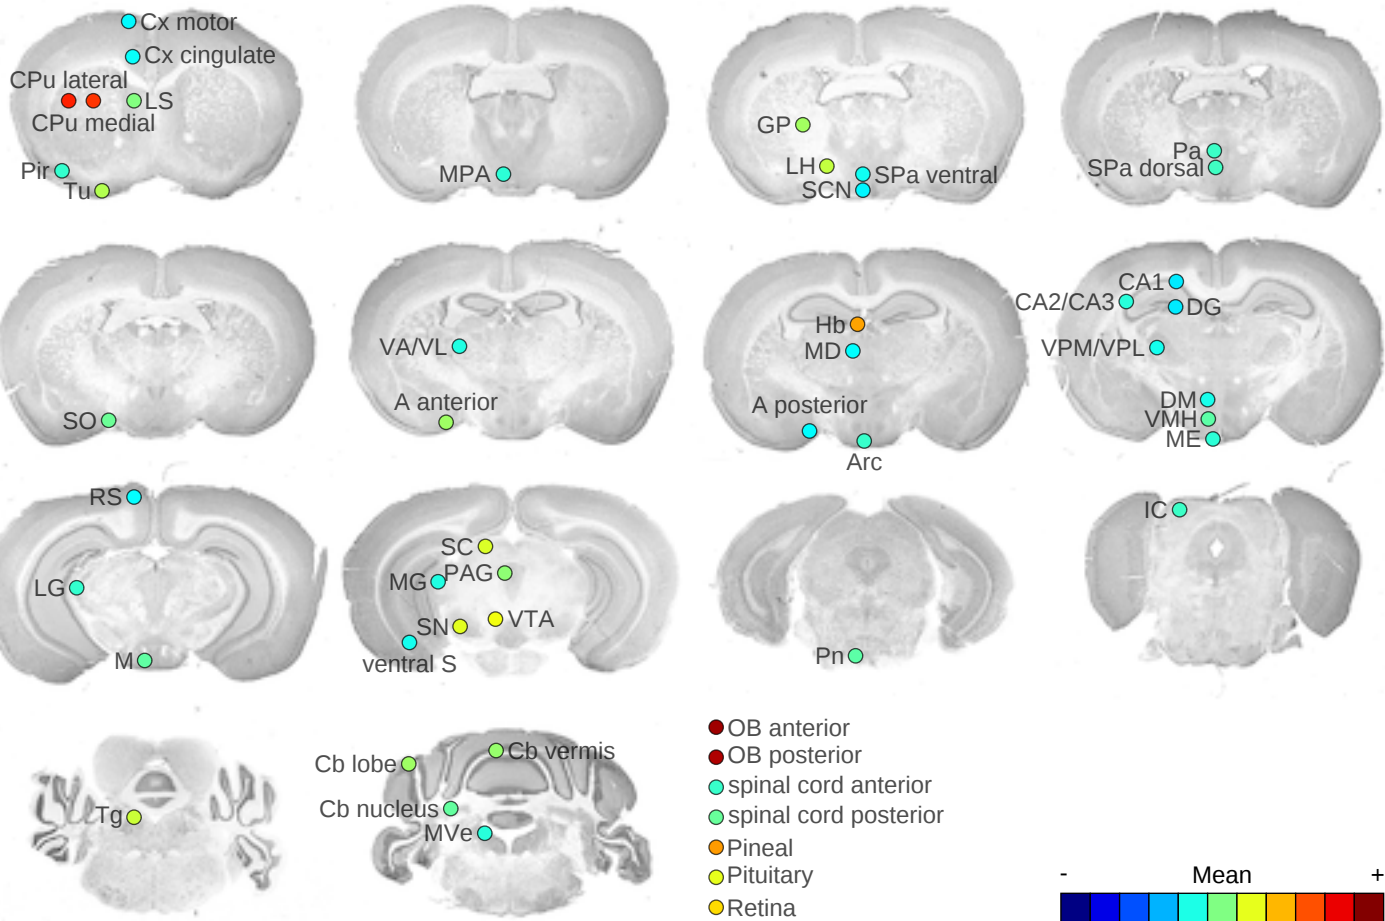 Cx motor
Cx cingulate
CPu lateral
LS
CPu medial
Pir
Tu
MPA
GP
LH
SPa ventral
SCN
Pa
SPa dorsal
SO
VA/VL
A anterior
Hb
MD
A posterior
Arc
CA1
CA2/CA3
DG
VPM/VPL
DM
VMH
ME
RS
LG
M
SC
MG
PAG
SN
VTA
ventral S
Pn
IC
Tg
Cb lobe
Cb vermis
Cb nucleus
MVe
OB anterior
OB posterior
spinal cord anterior
spinal cord posterior
Pineal
Pituitary
Retina
- Mean +